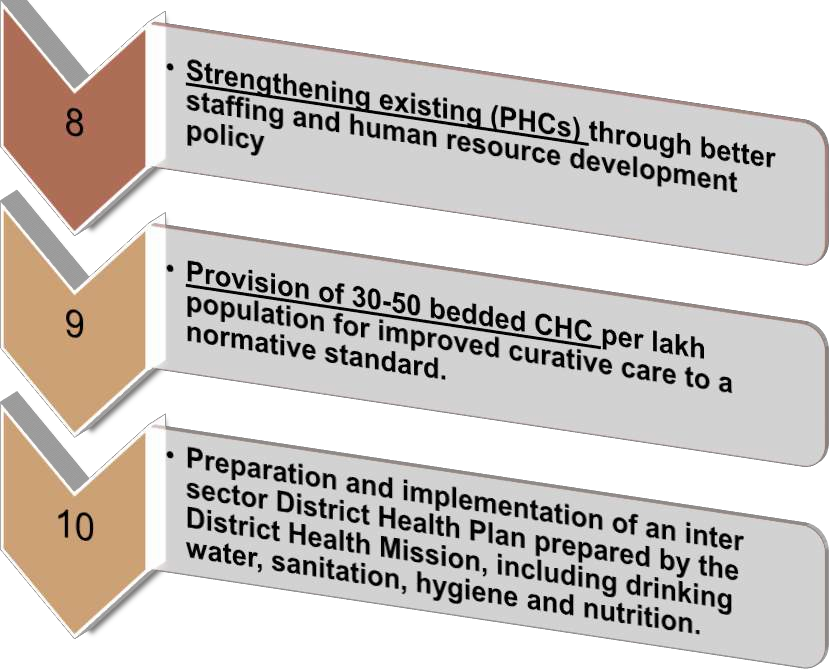 8
• Strengthening existing (PHCs) through better
staffing and human resource development
policy
9
• Provision of 30-50 bedded CHC per lakh
population for improved curative care to a
normative standard.
10
• Preparation and implementation of an inter
sector District Health Plan prepared by the
District Health Mission, including drinking
water, sanitation, hygiene and nutrition.